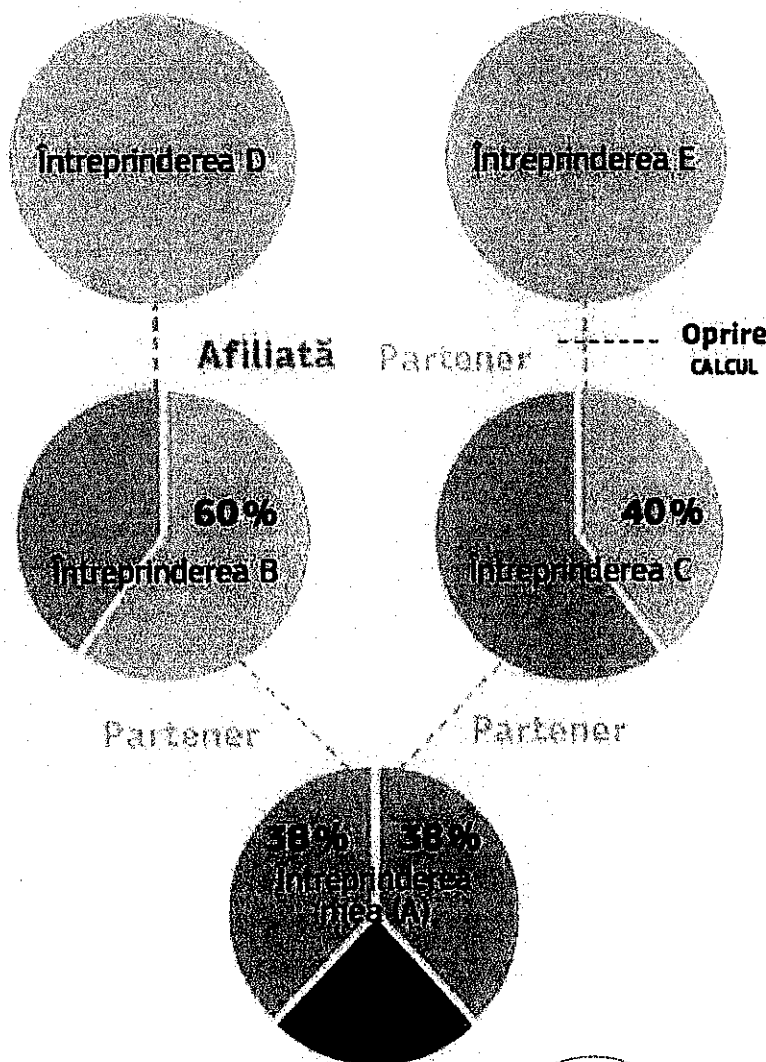 Întreprinderea D
Întreprinderea E
Afiliată
Partener
Oprire
CALCUL
60%
Întreprinderea B
40%
Întreprinderea C
Partener
Partener
38%
38%
Întreprinderea
mea (A)